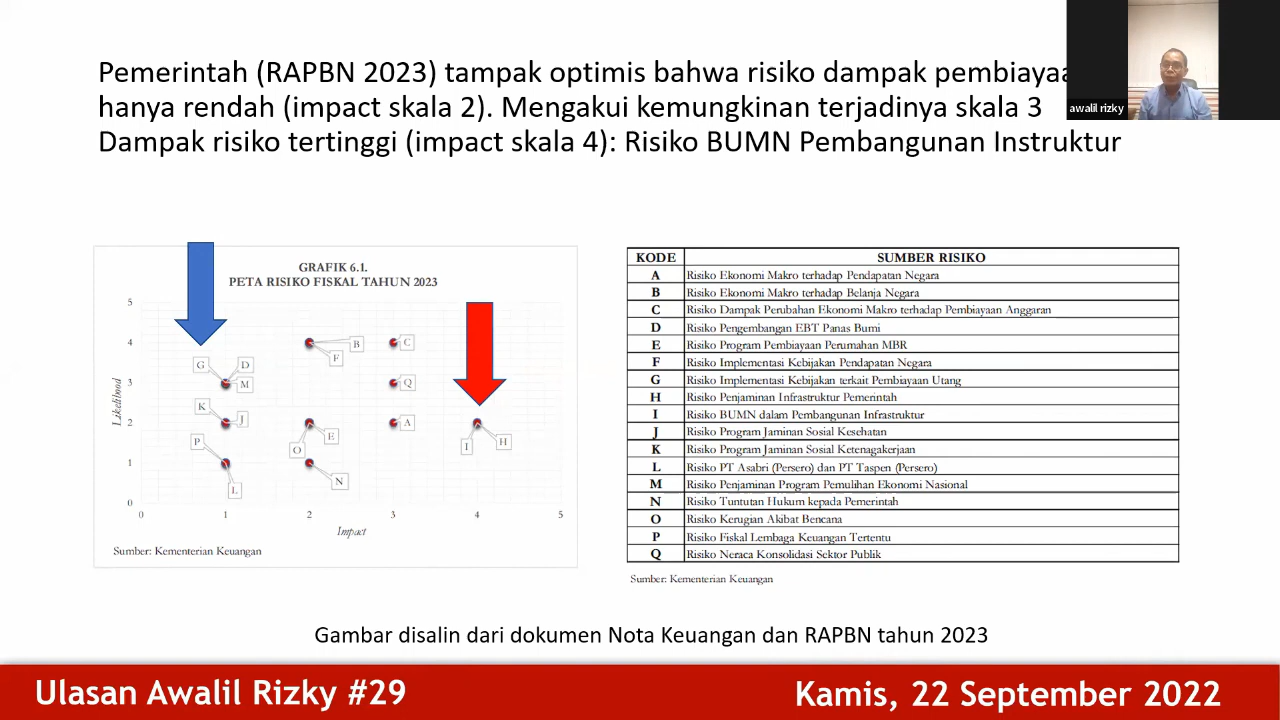 Pemerintah (RAPBN 2023) tampak optimis bahwa risiko dampak
hanya rendah (impact skala 2). Mengakui kemungkinan terjadinya skala 3
Dampak risiko tertinggi (impact skala 4): Risiko BUMN Pembangunan Instruktur
awalil rizky
GRAFIK 6.1.
PETA RISIKO FISKAL TAHUN 2023
Likelihood
5
4
3
2
1
0
B
F
C
G
D
M
Q
K
J
A
P
O
E
I
H
L
N
0 1 2 3 4 5
Impact
Sumber: Kementerian Keuangan
KODE SUMBER RISIKO
A Risiko Ekonomi Makro terhadap Pendapatan Negara
B Risiko Ekonomi Makro terhadap Belanja Negara
C Risiko Dampak Perubahan Ekonomi Makro terhadap Pembiayaan Anggaran
D Risiko Pengembangan EBT Panas Bumi
E Risiko Program Pembiayaan Perumahan MBR
F Risiko Implementasi Kebijakan Pendapatan Negara
G Risiko Implementasi Kebijakan terkait Pembiayaan Utang
H Risiko Penjaminan Infrastruktur Pemerintah
I Risiko BUMN dalam Pembangunan Infrastruktur
J Risiko Program Jaminan Sosial Kesehatan
K Risiko Program Jaminan Sosial Ketenagakerjaan
L Risiko PT Asabri (Persero) dan PT Taspen (Persero)
M Risiko Penjaminan Program Pemulihan Ekonomi Nasional
N Risiko Tuntutan Hukum kepada Pemerintah
O Risiko Kerugian Akibat Bencana
P Risiko Fiskal Lembaga Keuangan Tertentu
Q Risiko Neraca Konsolidasi Sektor Publik
Sumber: Kementerian Keuangan
Gambar disalin dari dokumen Nota Keuangan dan RAPBN tahun 2023
Ulasan Awalil Rizky #29
Kamis, 22 September 2022